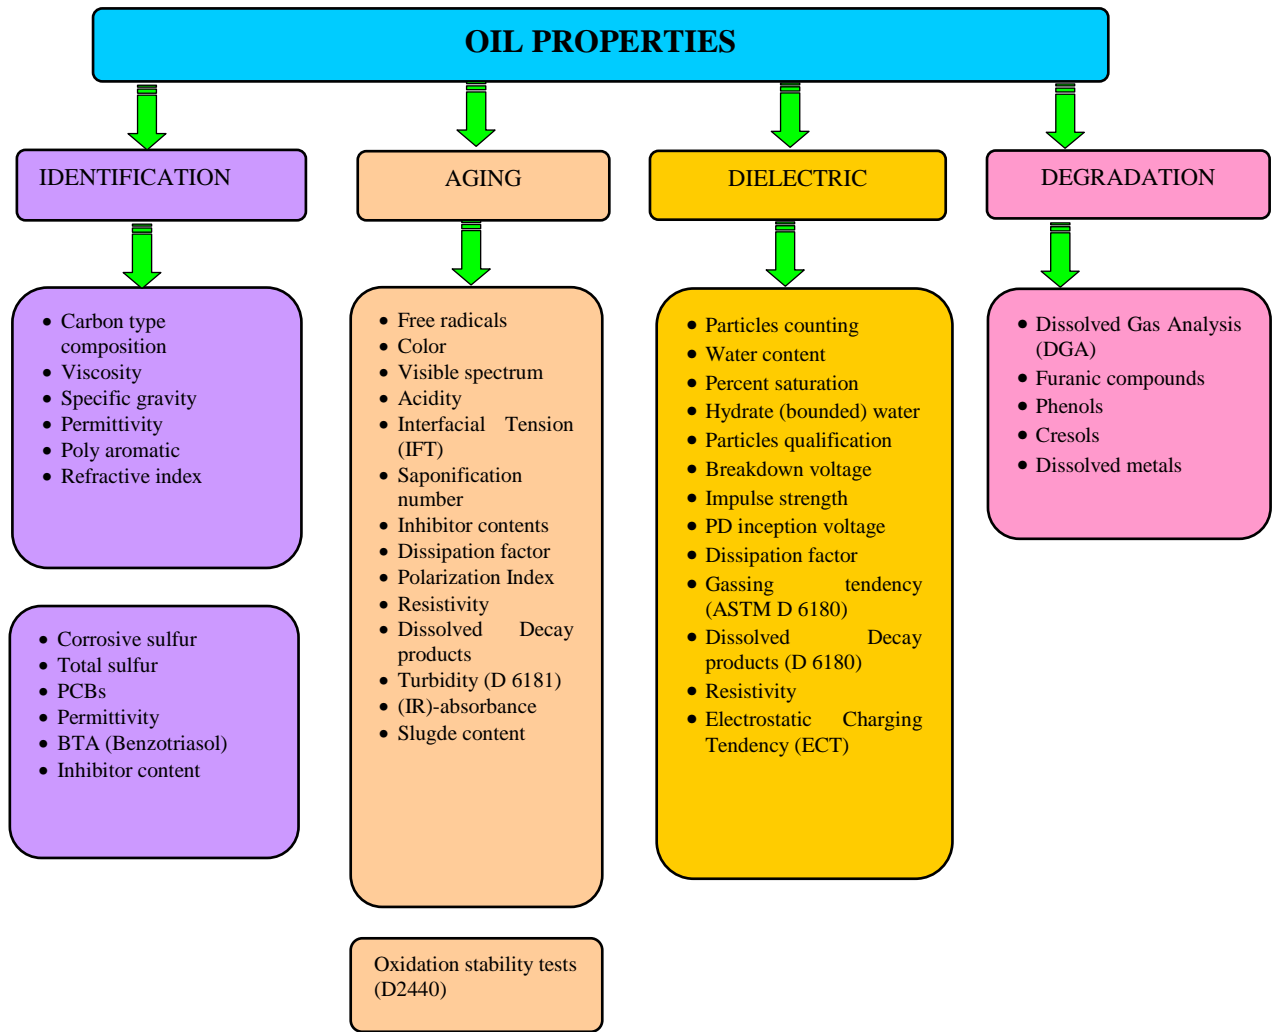 OIL PROPERTIES
IDENTIFICATION
AGING
DIELECTRIC
DEGRADATION
• Carbon type
composition
• Viscosity
• Specific gravity
• Permittivity
• Poly aromatic
• Refractive index
• Corrosive sulfur
• Total sulfur
• PCBs
• Permittivity
• BTA (Benzotriasol)
• Inhibitor content
• Free radicals
• Color
• Visible spectrum
• Acidity
• Interfacial Tension
(IFT)
• Saponification
number
• Inhibitor contents
• Dissipation factor
• Polarization Index
• Resistivity
• Dissolved Decay
products
• Turbidity (D 6181)
• (IR)-absorbance
• Slugde content
Oxidation stability tests
(D2440)
• Particles counting
• Water content
• Percent saturation
• Hydrate (bounded) water
• Particles qualification
• Breakdown voltage
• Impulse strength
• PD inception voltage
• Dissipation factor
• Gassing tendency
(ASTM D 6180)
• Dissolved Decay
products (D 6180)
• Resistivity
• Electrostatic Charging
Tendency (ECT)
• Dissolved Gas Analysis
(DGA)
• Furanic compounds
• Phenols
• Cresols
• Dissolved metals